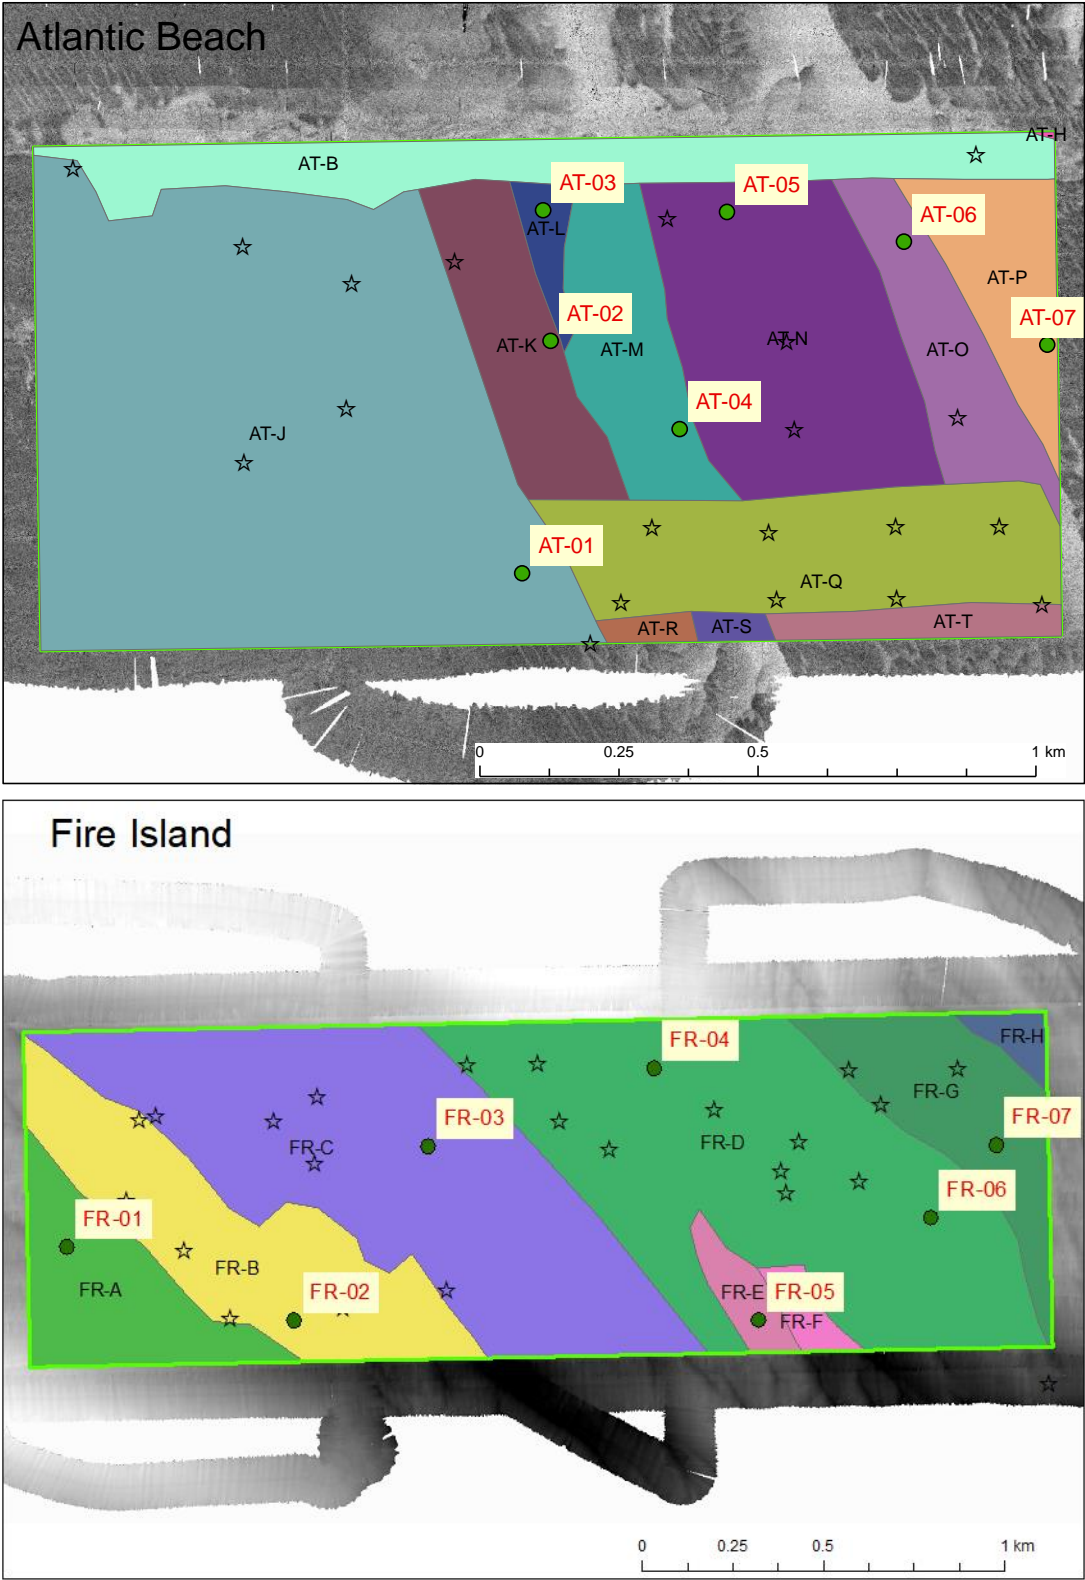 Atlantic Beach
AT-H
AT-B
AT-03
AT-05
AT-06
AT-L
AT-P
AT-02
AT-07
AT-K
AT-M
AT-N
AT-O
AT-04
AT-J
AT-01
AT-Q
AT-R
AT-S
AT-T
0 0.25 0.5 1 km
Fire Island
FR-04
FR-H
FR-G
FR-03
FR-07
FR-C
FR-D
FR-06
FR-01
FR-B
FR-A
FR-02
FR-E
FR-05
FR-F
0 0.25 0.5 1 km